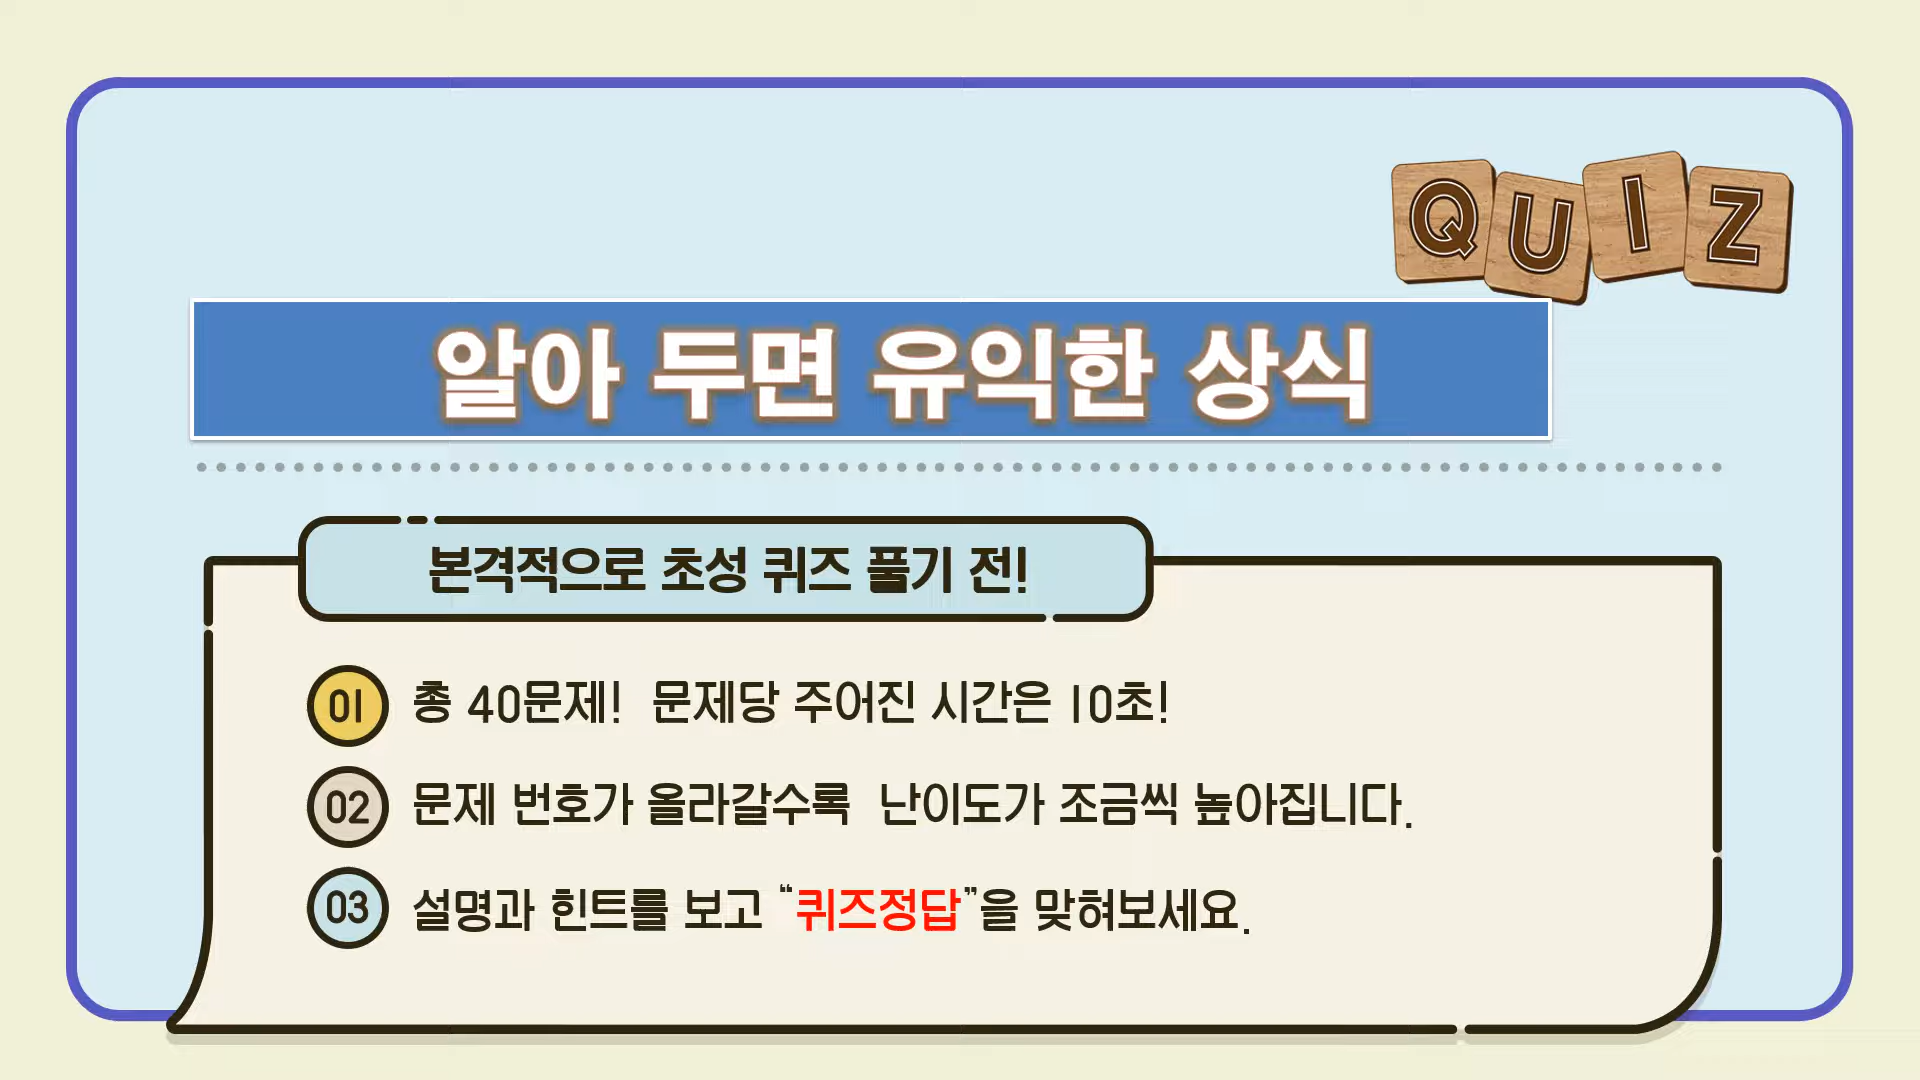 QUIZ
알아 두면 유익한 상식
본격적으로 초성 퀴즈 풀기 전!
01 총 40문제! 문제당 주어진 시간은 10초!
02 문제 번호가 올라갈수록 난이도가 조금씩 높아집니다.
03 설명과 힌트를 보고 “퀴즈정답”을 맞혀보세요.